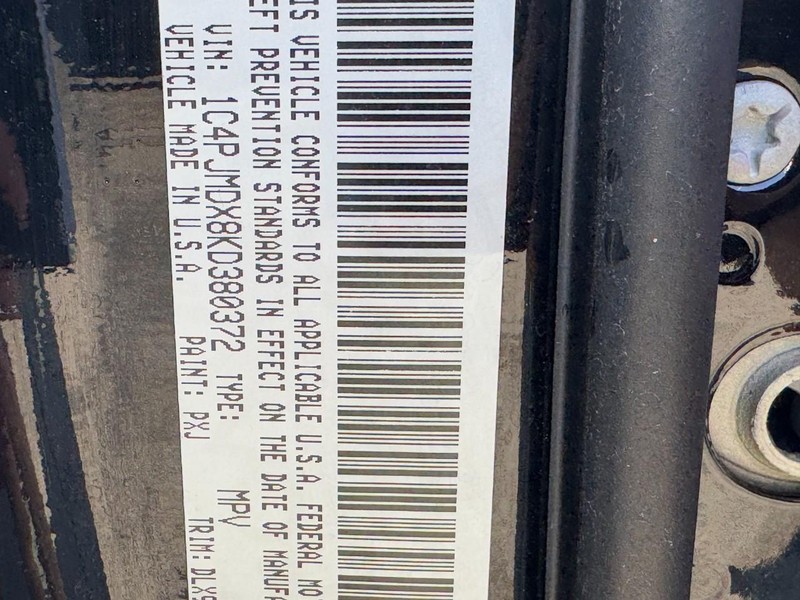 IS VEHICLE CONFORMS TO ALL APPLICABLE U.S.A. FEDERAL MO
EFT PREVENTION STANDARDS IN EFFECT ON THE DATE OF MANUFA
VIN: 1C4PJMDX8KD380372 TYPE: MPV
VEHICLE MADE IN U.S.A. PAINT: PXJ TRIM: DLX9